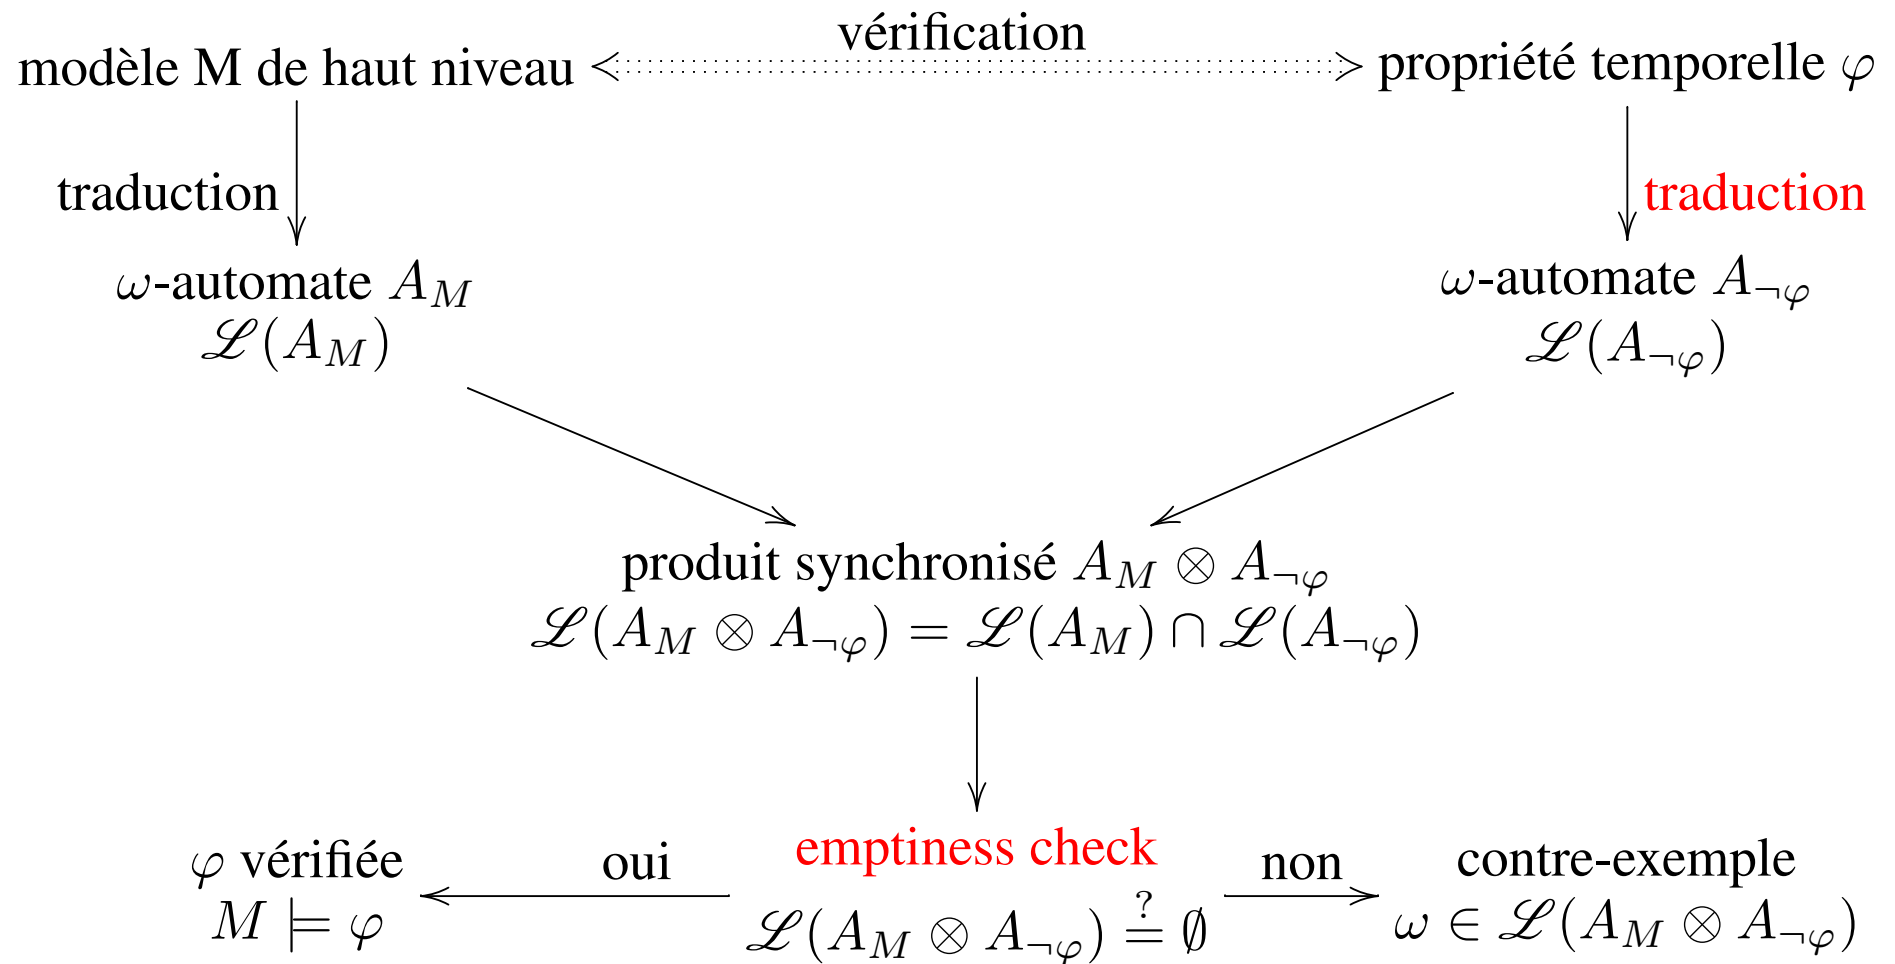 vérification
modèle M de haut niveau
propriété temporelle φ
traduction
traduction
ω-automate A_M
ℒ(A_M)
ω-automate A_¬φ
ℒ(A_¬φ)
produit synchronisé A_M ⊗ A_¬φ
ℒ(A_M ⊗ A_¬φ) = ℒ(A_M) ∩ ℒ(A_¬φ)
φ vérifiée
M ⊨ φ
oui
emptiness check
ℒ(A_M ⊗ A_¬φ) ≟ ∅
non
contre-exemple
ω ∈ ℒ(A_M ⊗ A_¬φ)